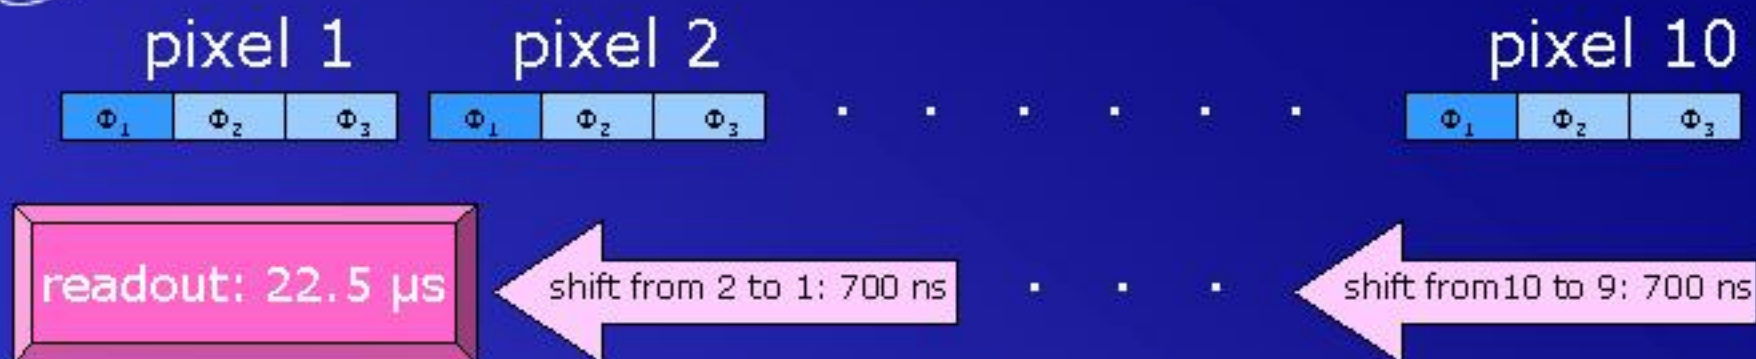 pixel 1 pixel 2 pixel 10
Φ₁ Φ₂ Φ₃ Φ₁ Φ₂ Φ₃ . . . . . . Φ₁ Φ₂ Φ₃
readout: 22.5 µs shift from 2 to 1: 700 ns . . . shift from10 to 9: 700 ns